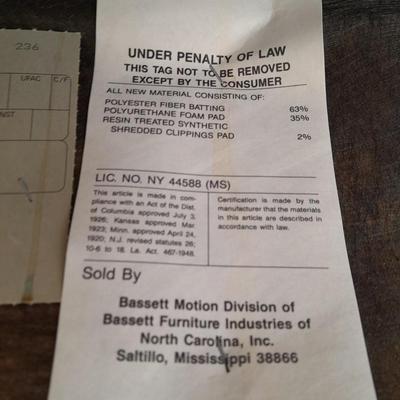 236
UFAC C/F
NST
UNDER PENALTY OF LAW
THIS TAG NOT TO BE REMOVED
EXCEPT BY THE CONSUMER
ALL NEW MATERIAL CONSISTING OF:
POLYESTER FIBER BATTING 63%
POLYURETHANE FOAM PAD 35%
RESIN TREATED SYNTHETIC
SHREDDED CLIPPINGS PAD 2%
LIC. NO. NY 44588 (MS)
This article is made in com-
pliance with an Act of the Dist.
of Columbia approved July 3,
1926; Kansas approved Mar.
1923; Minn. approved April 24,
1920; N.J. revised statutes 26;
10-6 to 18. La. Act. 467-1948.
Certification is made by the
manufacturer that the materials
in this article are described in
accordance with law.
Sold By
Bassett Motion Division of
Bassett Furniture Industries of
North Carolina, Inc.
Saltillo, Mississippi 38866